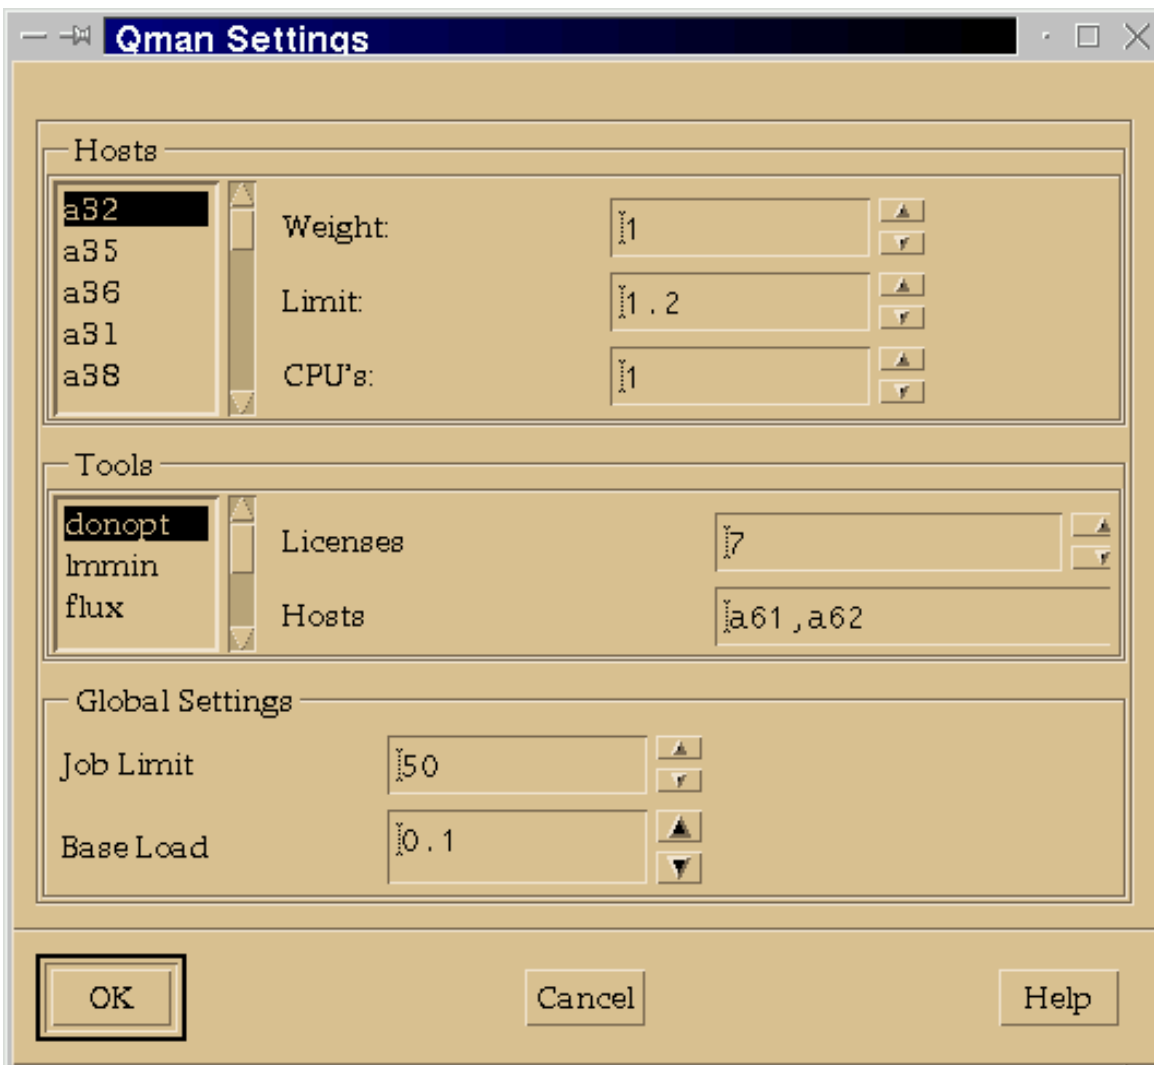 Qman Settings
Hosts
a32
a35
a36
a31
a38
Weight:
1
Limit:
1.2
CPU's:
1
Tools
donopt
lmmin
flux
Licenses
7
Hosts
a61,a62
Global Settings
Job Limit
50
Base Load
0.1
OK
Cancel
Help